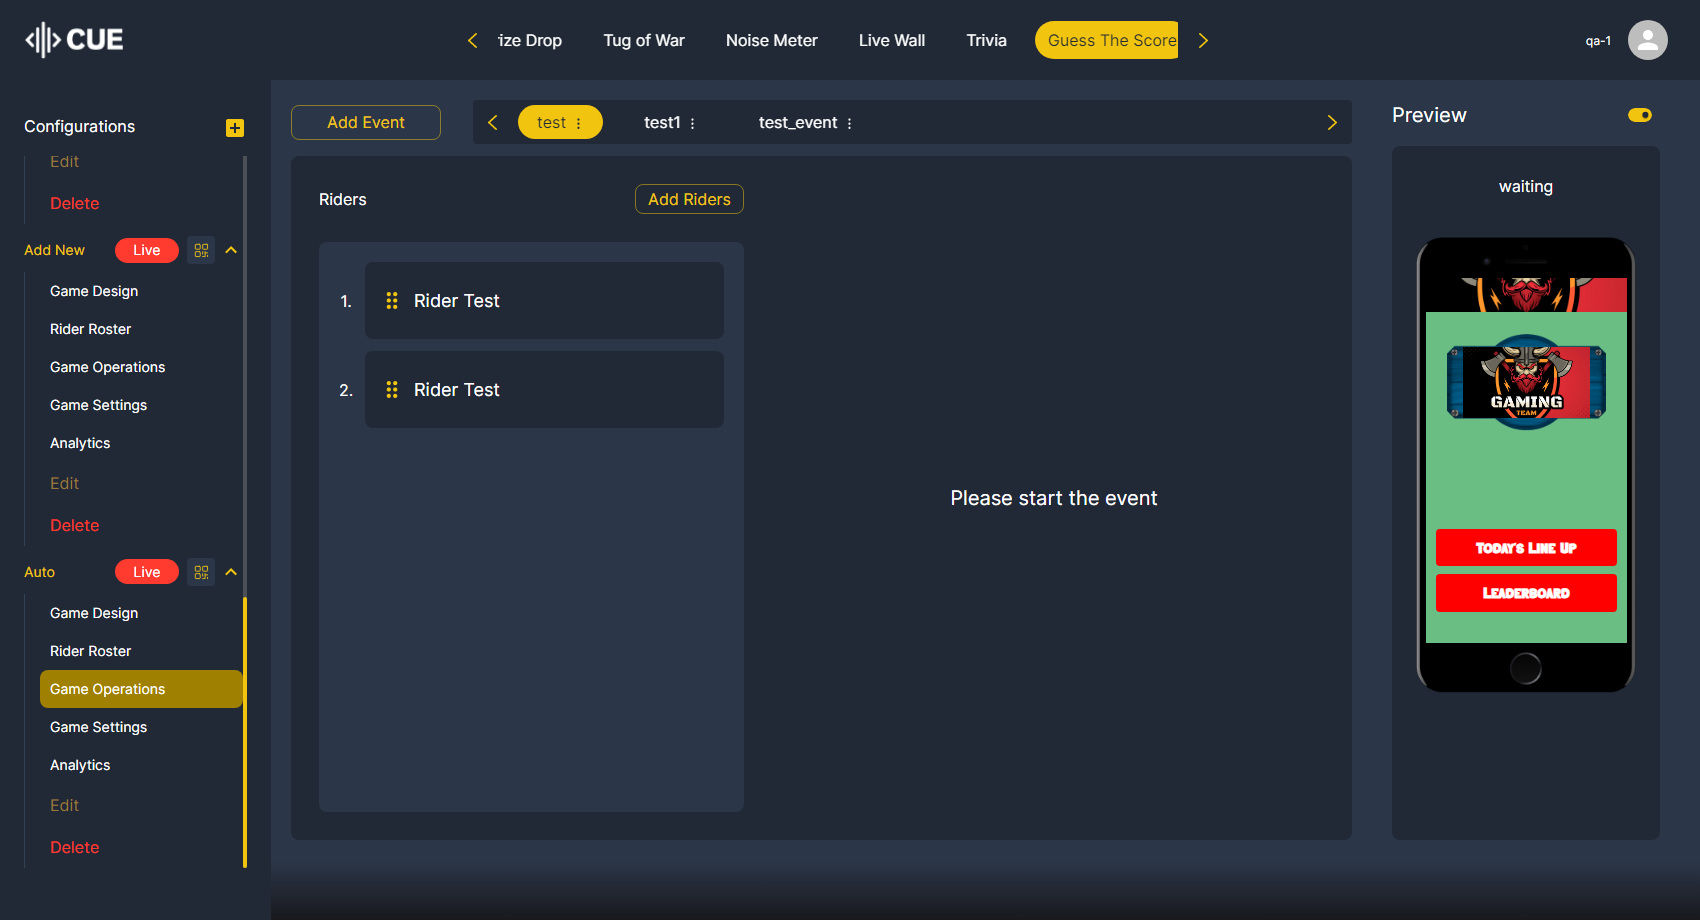 CUE
ize Drop
Tug of War
Noise Meter
Live Wall
Trivia
Guess The Score
qa-1
Configurations
Edit
Delete
Add New
Live
Game Design
Rider Roster
Game Operations
Game Settings
Analytics
Edit
Delete
Auto
Live
Game Design
Rider Roster
Game Operations
Game Settings
Analytics
Edit
Delete
Add Event
test
test1
test_event
Riders
Add Riders
1.
Rider Test
2.
Rider Test
Please start the event
Preview
waiting
GAMING
TEAM
Today's Line Up
Leaderboard